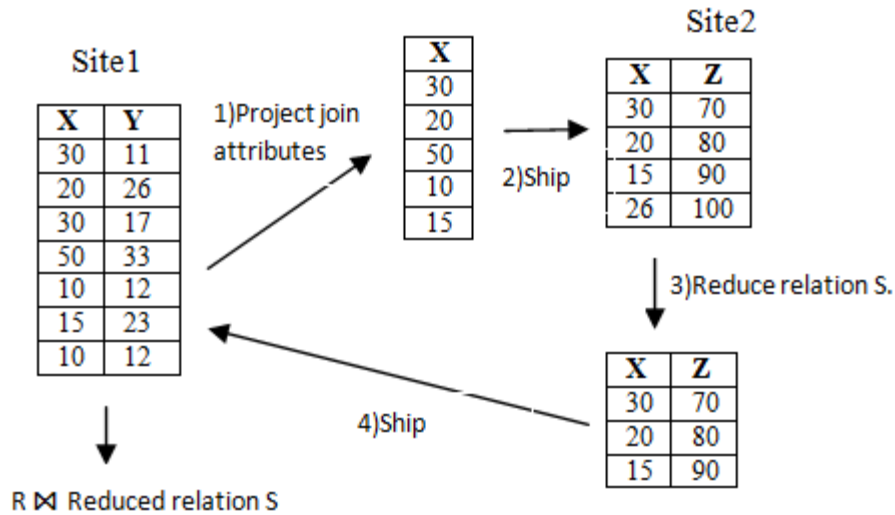 Site1
X Y
30 11
20 26
30 17
50 33
10 12
15 23
10 12
R ⋈ Reduced relation S
1)Project join
attributes
X
30
20
50
10
15
2)Ship
Site2
X Z
30 70
20 80
15 90
26 100
3)Reduce relation S.
X Z
30 70
20 80
15 90
4)Ship